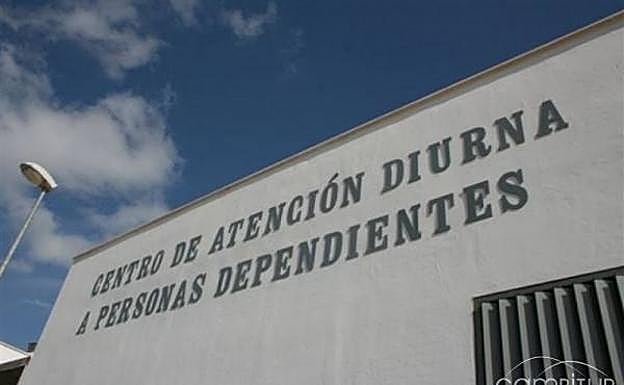 CENTRO DE ATENCIÓN DIURNA
A PERSONAS DEPENDIENTES